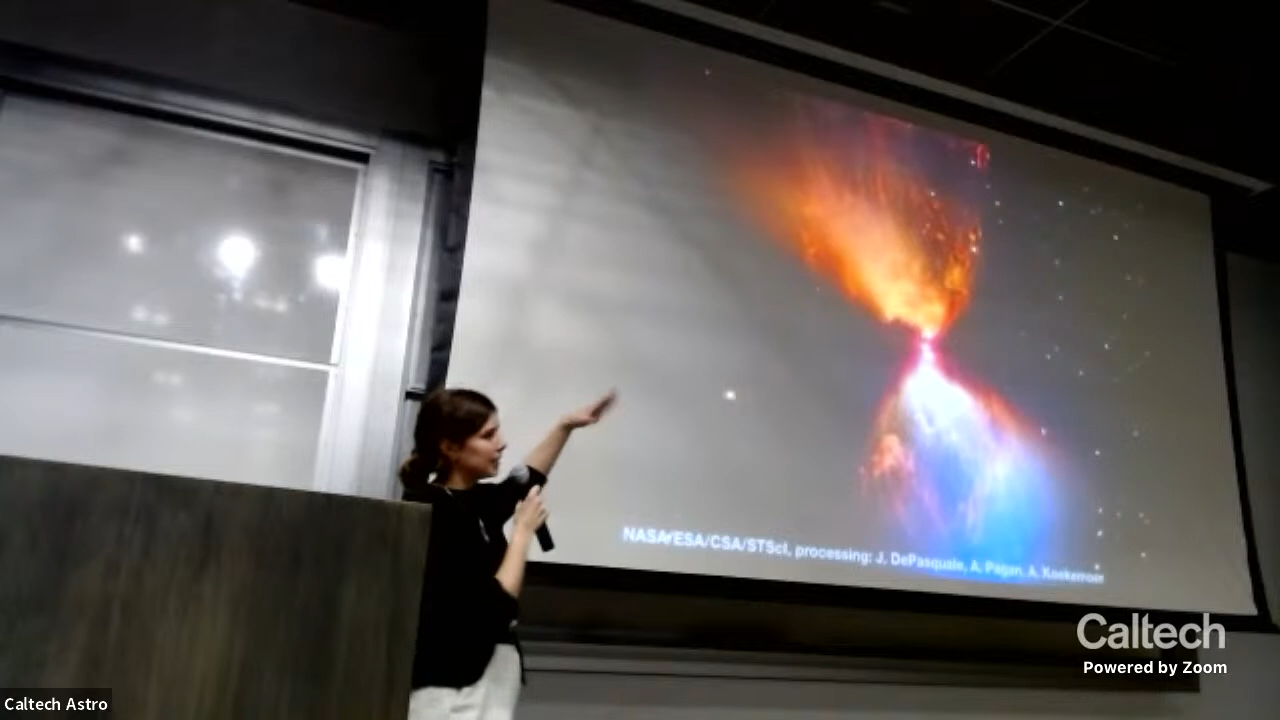 NASA/ESA/CSA/STScI, processing: J. DePasquale, A. Pagan, A. Koekemoer
Caltech
Powered by Zoom
Caltech Astro